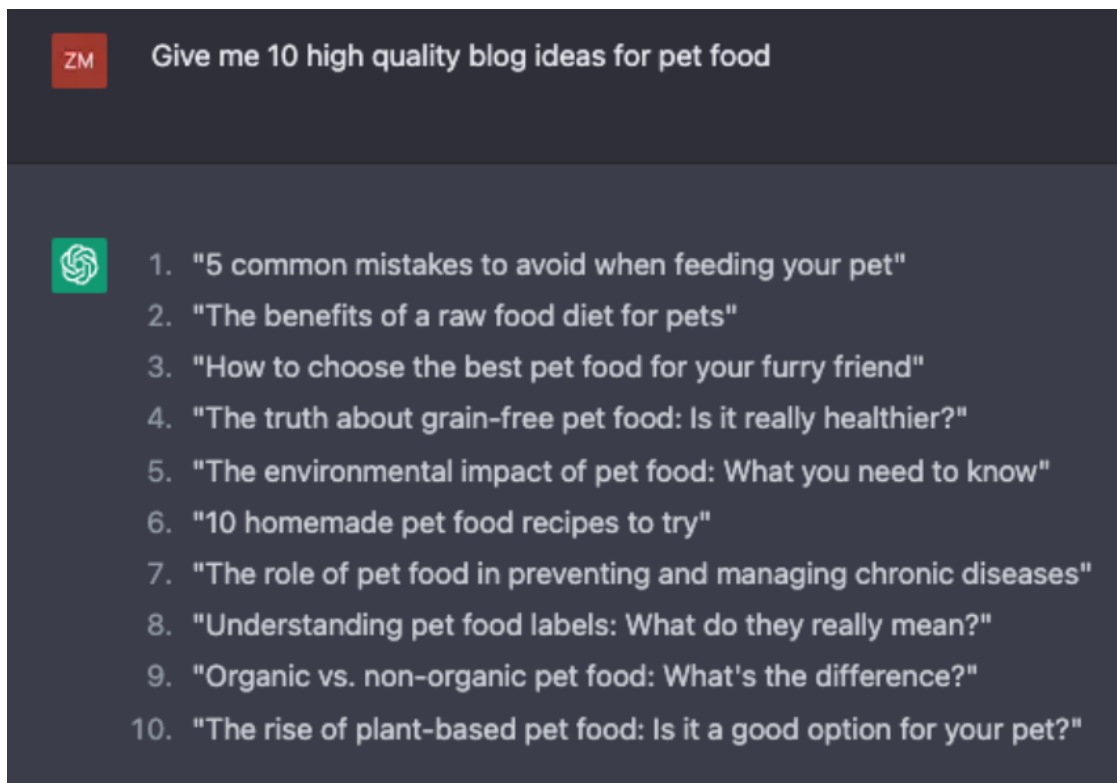 ZM
Give me 10 high quality blog ideas for pet food
1. "5 common mistakes to avoid when feeding your pet"
2. "The benefits of a raw food diet for pets"
3. "How to choose the best pet food for your furry friend"
4. "The truth about grain-free pet food: Is it really healthier?"
5. "The environmental impact of pet food: What you need to know"
6. "10 homemade pet food recipes to try"
7. "The role of pet food in preventing and managing chronic diseases"
8. "Understanding pet food labels: What do they really mean?"
9. "Organic vs. non-organic pet food: What's the difference?"
10. "The rise of plant-based pet food: Is it a good option for your pet?"